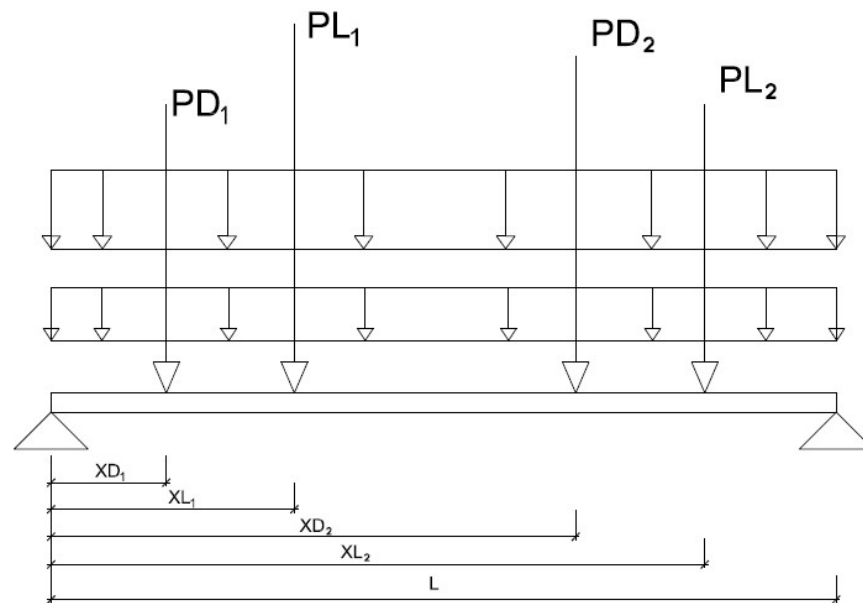 PL₁
PD₂
PD₁
PL₂
XD₁
XL₁
XD₂
XL₂
L